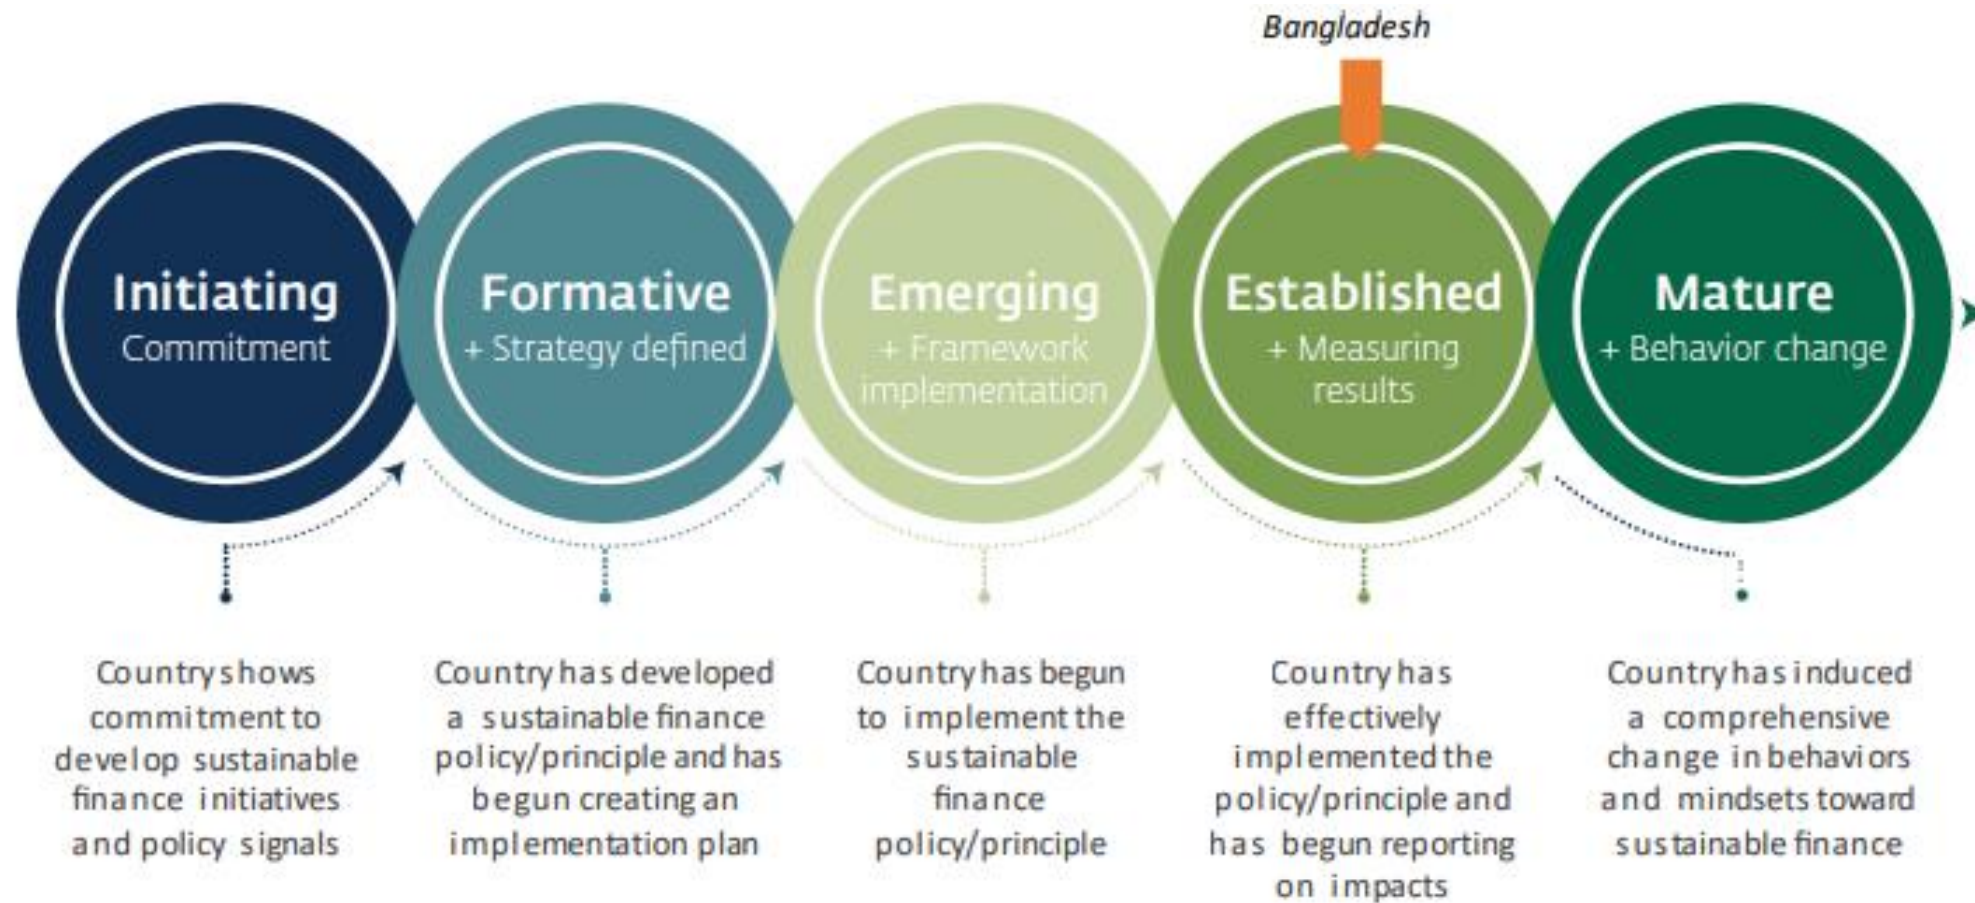 Bangladesh
Initiating
Commitment
Formative
+ Strategy defined
Emerging
+ Framework
implementation
Established
+ Measuring
results
Mature
+ Behavior change
Country shows
commitment to
develop sustainable
finance initiatives
and policy signals
Country has developed
a sustainable finance
policy/principle and has
begun creating an
implementation plan
Country has begun
to implement the
sustainable
finance
policy/principle
Country has
effectively
implemented the
policy/principle and
has begun reporting
on impacts
Country has induced
a comprehensive
change in behaviors
and mindsets toward
sustainable finance